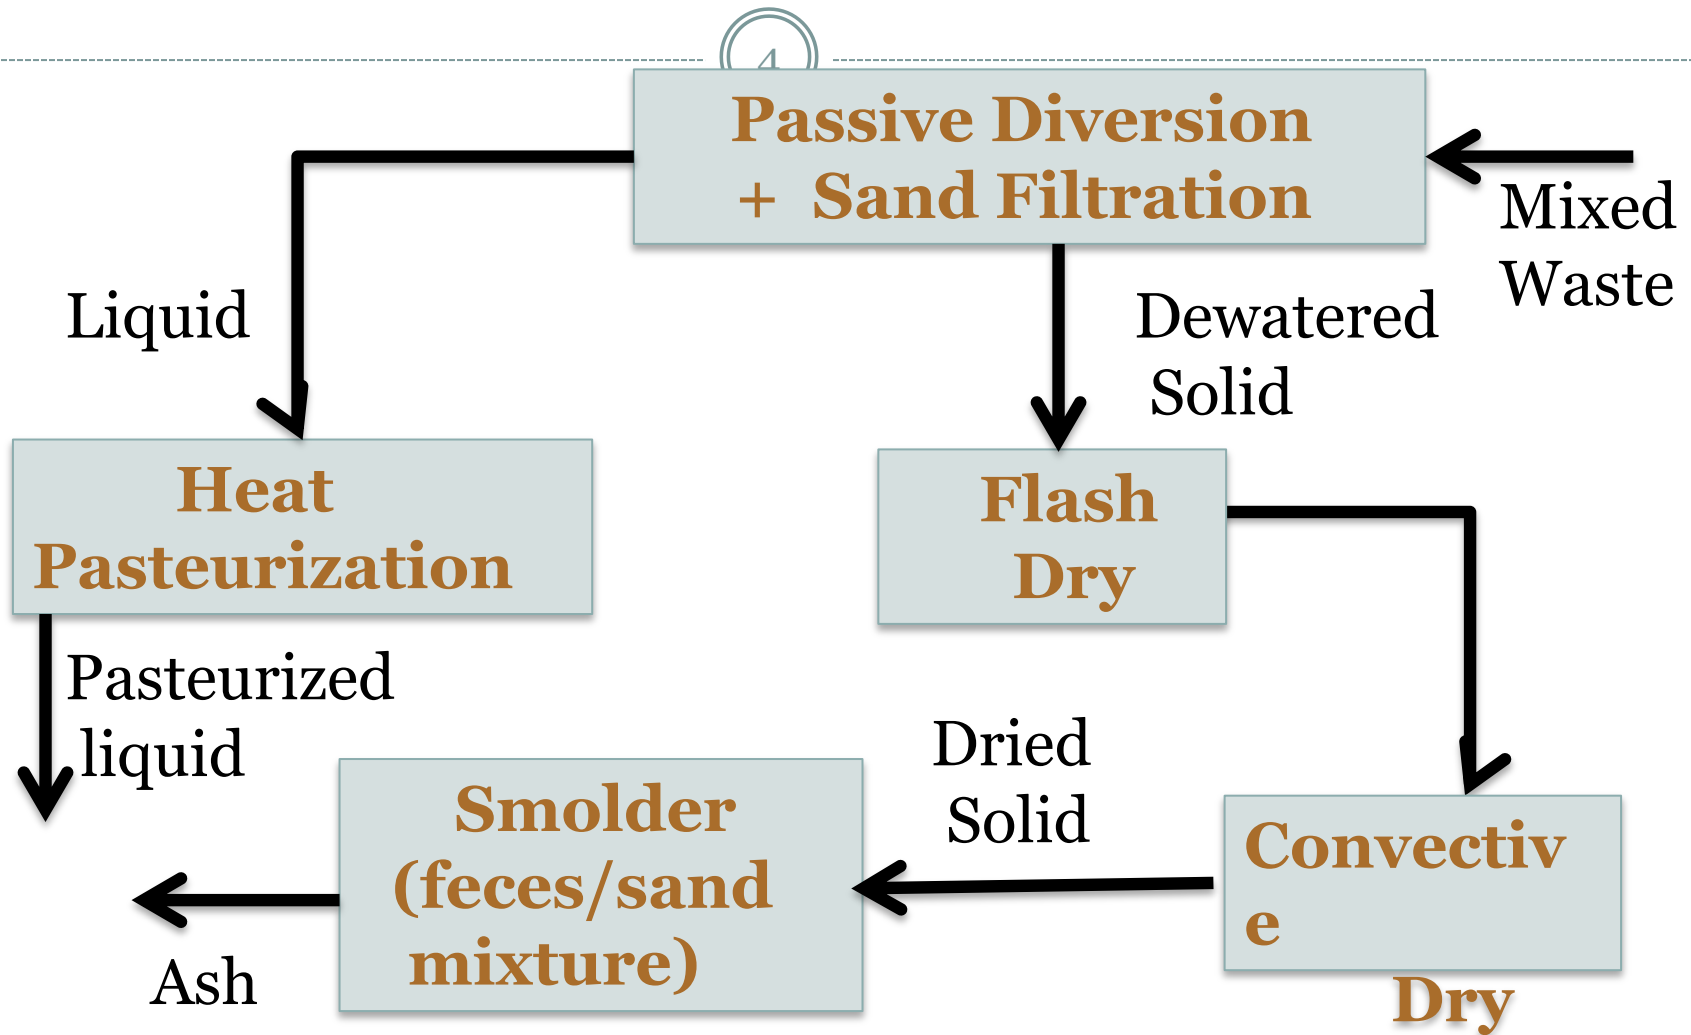 4
Passive Diversion
+ Sand Filtration
Mixed
Waste
Liquid
Dewatered
Solid
Heat
Pasteurization
Flash
Dry
Pasteurized
liquid
Dried
Solid
Smolder
(feces/sand
mixture)
Convectiv
e
Dry
Ash